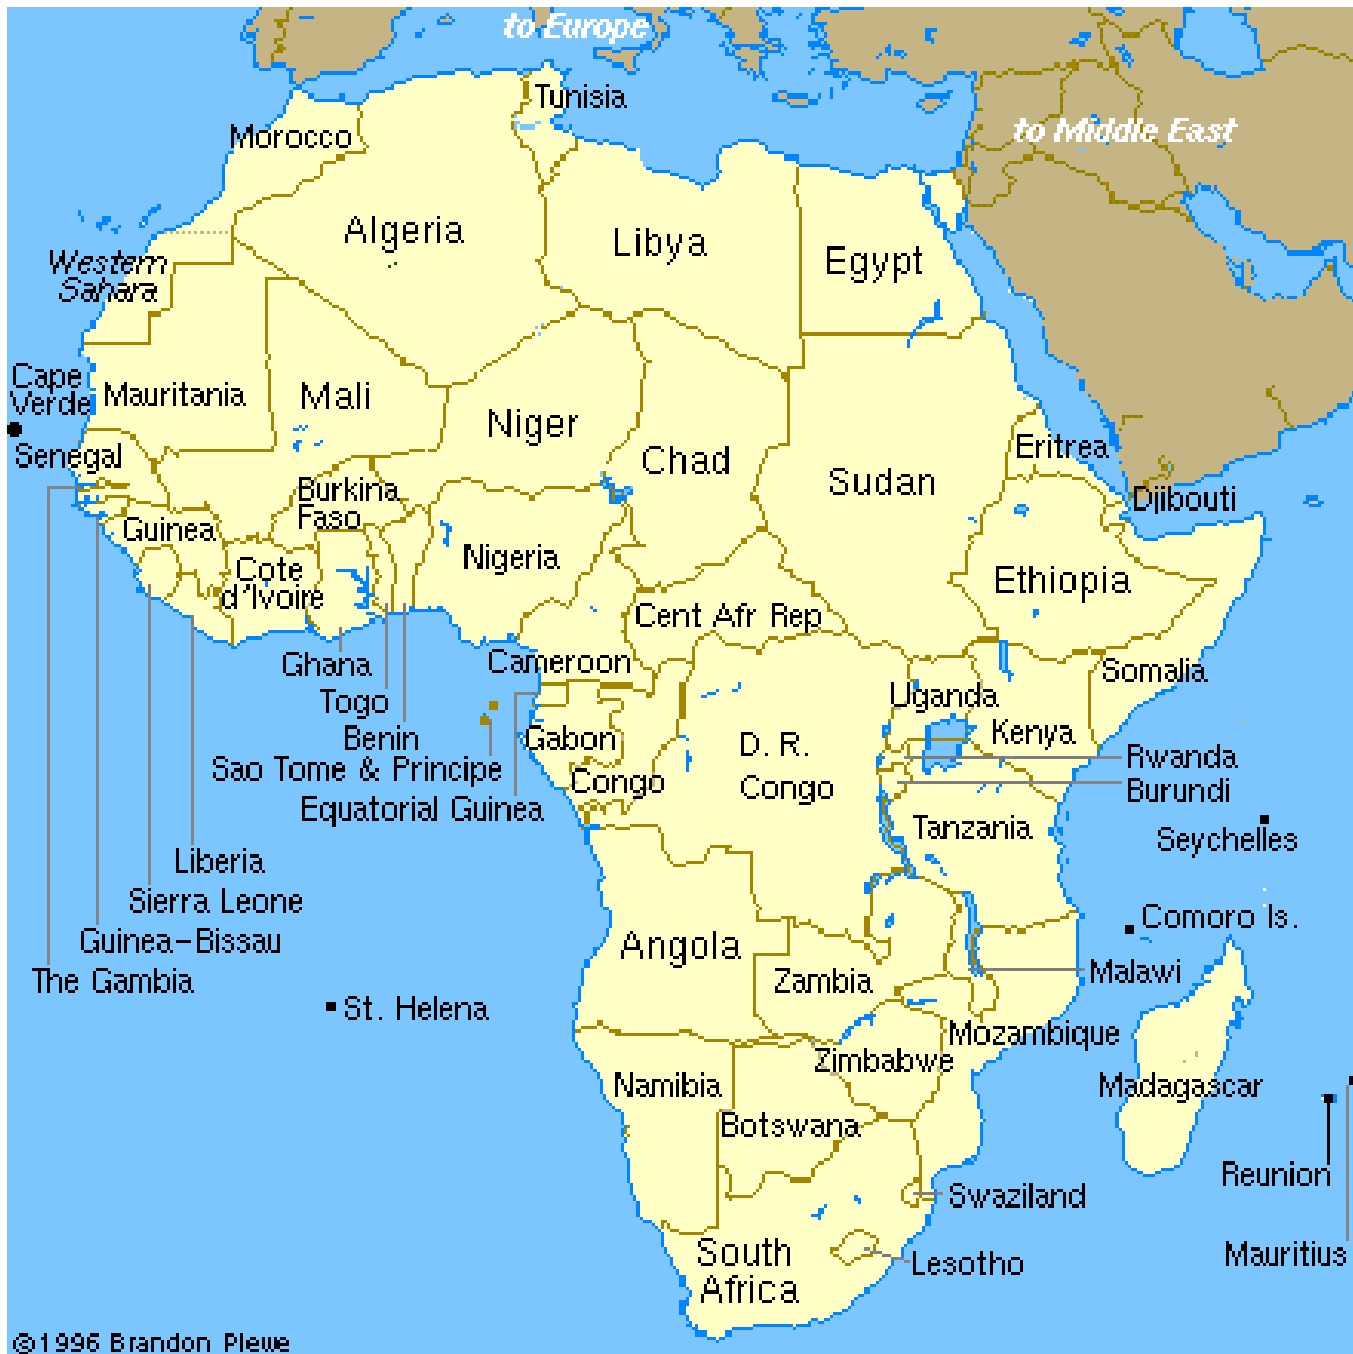 to Europe
Tunisia
to Middle East
Morocco
Algeria
Libya
Egypt
Western
Sahara
Cape
Verde
Mauritania
Mali
Niger
Chad
Sudan
Eritrea
Senegal
Burkina
Faso
Djibouti
Guinea
Nigeria
Cote
d'Ivoire
Ethiopia
Cent Afr Rep
Ghana
Cameroon
Somalia
Togo
Uganda
Benin
Gabon
D. R.
Congo
Kenya
Sao Tome & Principe
Congo
Rwanda
Equatorial Guinea
Burundi
Tanzania
Seychelles
Liberia
Sierra Leone
Comoro Is.
Guinea-Bissau
Angola
The Gambia
Zambia
Malawi
St. Helena
Mozambique
Zimbabwe
Namibia
Madagascar
Botswana
Reunion
Swaziland
South
Africa
Lesotho
Mauritius
©1996 Brandon Plewe